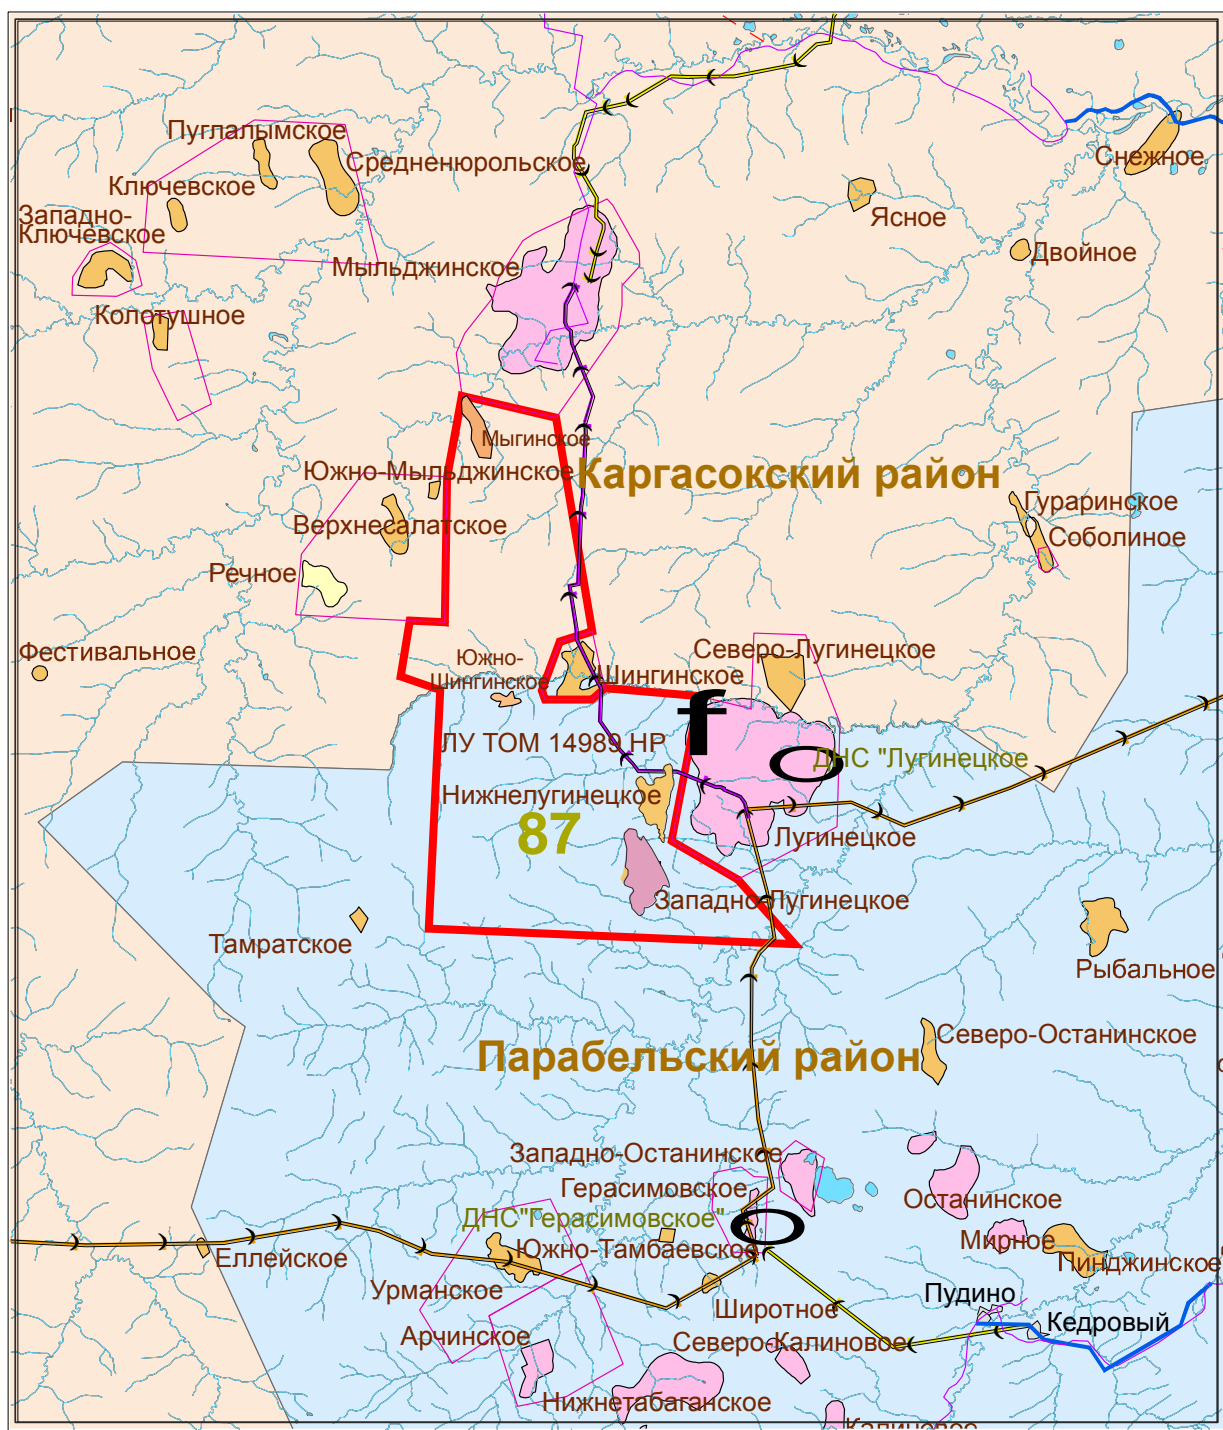 Пуглалымское
Средненюрольское
Снежное
Ключевское
Западно-
Ключевское
Ясное
Двойное
Мыльджинское
Колотушное
Мыгинское
Южно-Мыльджинское
Каргасокский район
Гураринское
Верхнесалатское
Соболиное
Речное
Фестивальное
Южно-
Шингинское
Северо-Лугинецкое
Шингинское
f
ЛУ ТОМ 14989 НР
ДНС "Лугинецкое
Нижнелугинецкое
87
Лугинецкое
Западно-Лугинецкое
Тамратское
Рыбальное
Северо-Останинское
Парабельский район
Западно-Останинское
Герасимовское
Останинское
ДНС"Герасимовское"
Мирное
Южно-Тамбаевское
Еллейское
Пинджинское
Урманское
Пудино
Широтное
Кедровый
Арчинское
Северо-Калиновое
Нижнетабаганское
Калиновое